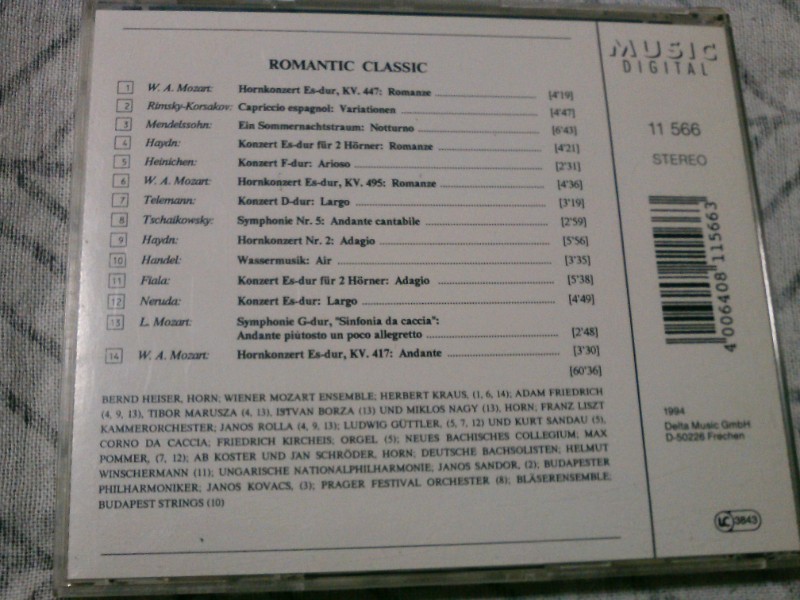 ROMANTIC CLASSIC
1 W. A. Mozart: Hornkonzert Es-dur, KV. 447: Romanze [4'19]
2 Rimsky-Korsakov: Capriccio espagnol: Variationen [4'47]
3 Mendelssohn: Ein Sommernachtstraum: Notturno [6'43]
4 Haydn: Konzert Es-dur für 2 Hörner: Romanze [4'21]
5 Heinichen: Konzert F-dur: Arioso [2'31]
6 W. A. Mozart: Hornkonzert Es-dur, KV. 495: Romanze [4'36]
7 Telemann: Konzert D-dur: Largo [3'19]
8 Tschaikowsky: Symphonie Nr. 5: Andante cantabile [2'59]
9 Haydn: Hornkonzert Nr. 2: Adagio [5'56]
10 Handel: Wassermusik: Air [3'35]
11 Fiala: Konzert Es-dur für 2 Hörner: Adagio [5'38]
12 Neruda: Konzert Es-dur: Largo [4'49]
13 L. Mozart: Symphonie G-dur, "Sinfonia da caccia":
Andante piútosto un poco allegretto [2'48]
14 W. A. Mozart: Hornkonzert Es-dur, KV. 417: Andante [3'30]
[60'36]
BERND HEISER, HORN; WIENER MOZART ENSEMBLE; HERBERT KRAUS, (1, 6, 14); ADAM FRIEDRICH
(4, 9, 13), TIBOR MARUSZA (4, 13), ISTVAN BORZA (13) UND MIKLOS NAGY (13), HORN; FRANZ LISZT
KAMMERORCHESTER; JANOS ROLLA (4, 9, 13); LUDWIG GÜTTLER, (5, 7, 12) UND KURT SANDAU (5),
CORNO DA CACCIA; FRIEDRICH KIRCHEIS; ORGEL (5); NEUES BACHISCHES COLLEGIUM; MAX
POMMER, (7, 12); AB KOSTER UND JAN SCHRÖDER, HORN; DEUTSCHE BACHSOLISTEN; HELMUT
WINSCHERMANN (11); UNGARISCHE NATIONALPHILHARMONIE; JANOS SANDOR, (2); BUDAPESTER
PHILHARMONIKER; JANOS KOVACS, (3); PRAGER FESTIVAL ORCHESTER (8); BLÄSERENSEMBLE,
BUDAPEST STRINGS (10)
MUSIC
DIGITAL
11 566
STEREO
4 006408 115663
1994
Delta Music GmbH
D-50226 Frechen
LC 3843